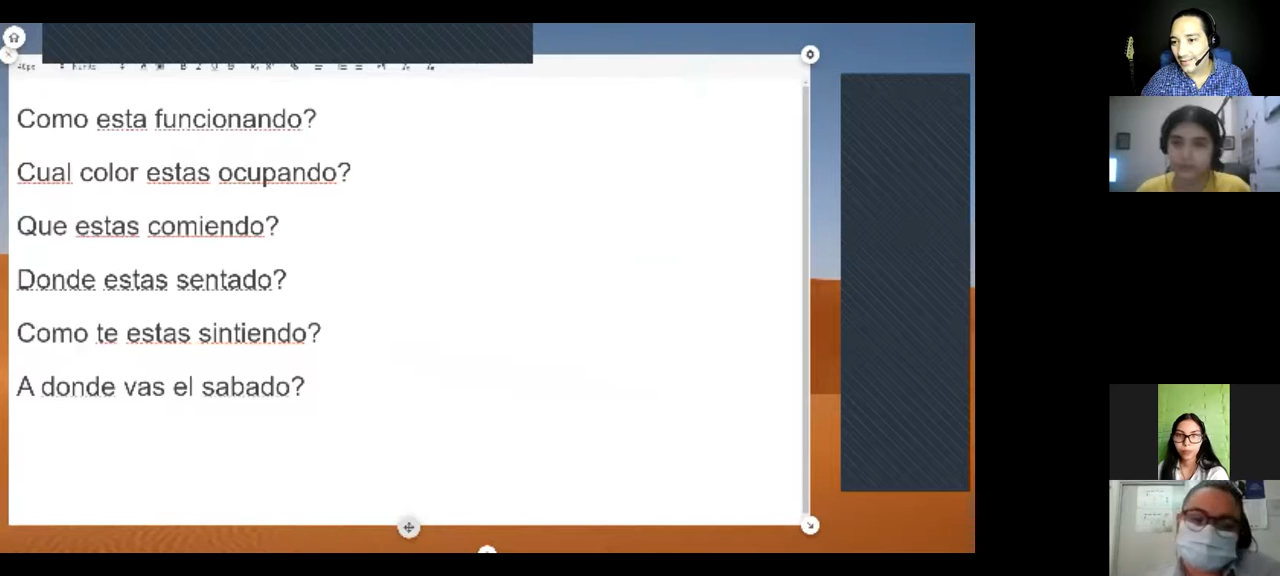 Como esta funcionando?
Cual color estas ocupando?
Que estas comiendo?
Donde estas sentado?
Como te estas sintiendo?
A donde vas el sabado?